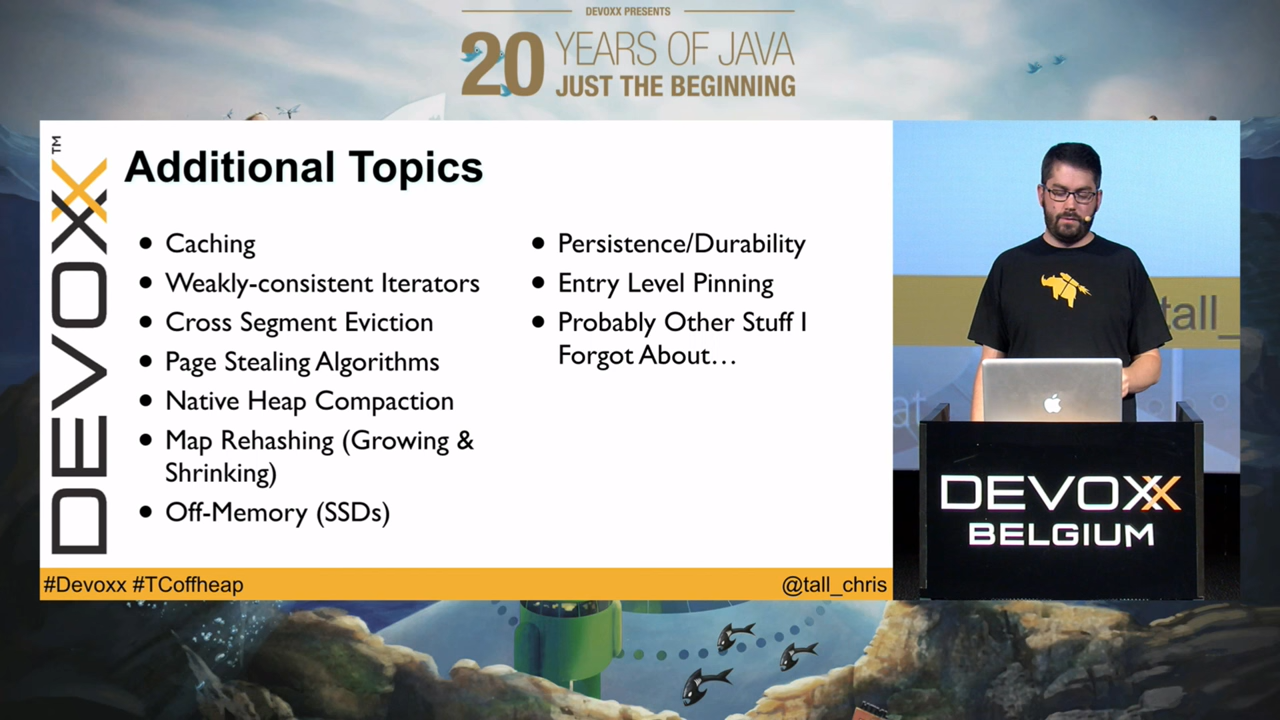 DEVOXX PRESENTS
20 YEARS OF JAVA
JUST THE BEGINNING
DEVOXX™
Additional Topics
• Caching
• Weakly-consistent Iterators
• Cross Segment Eviction
• Page Stealing Algorithms
• Native Heap Compaction
• Map Rehashing (Growing &
Shrinking)
• Off-Memory (SSDs)
• Persistence/Durability
• Entry Level Pinning
• Probably Other Stuff I
Forgot About…
#Devoxx #TCoffheap
@tall_chris
tall_
at
DEVOXX
BELGIUM